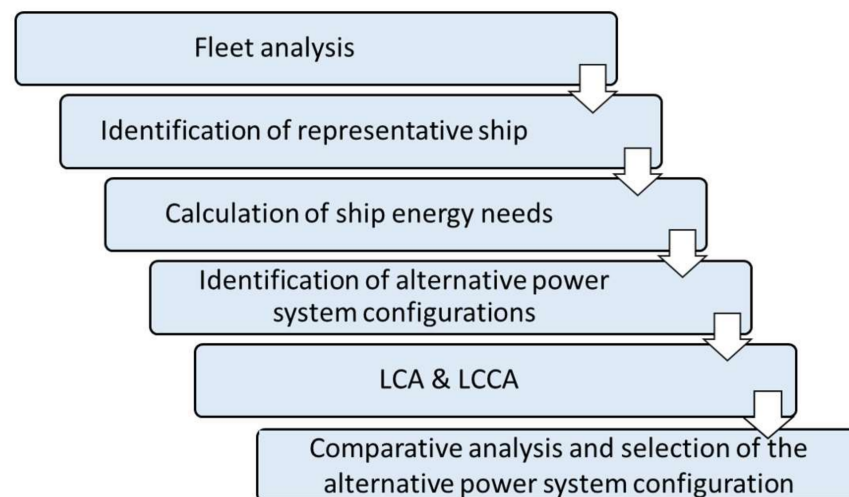 Fleet analysis
Identification of representative ship
Calculation of ship energy needs
Identification of alternative power
system configurations
LCA & LCCA
Comparative analysis and selection of the
alternative power system configuration